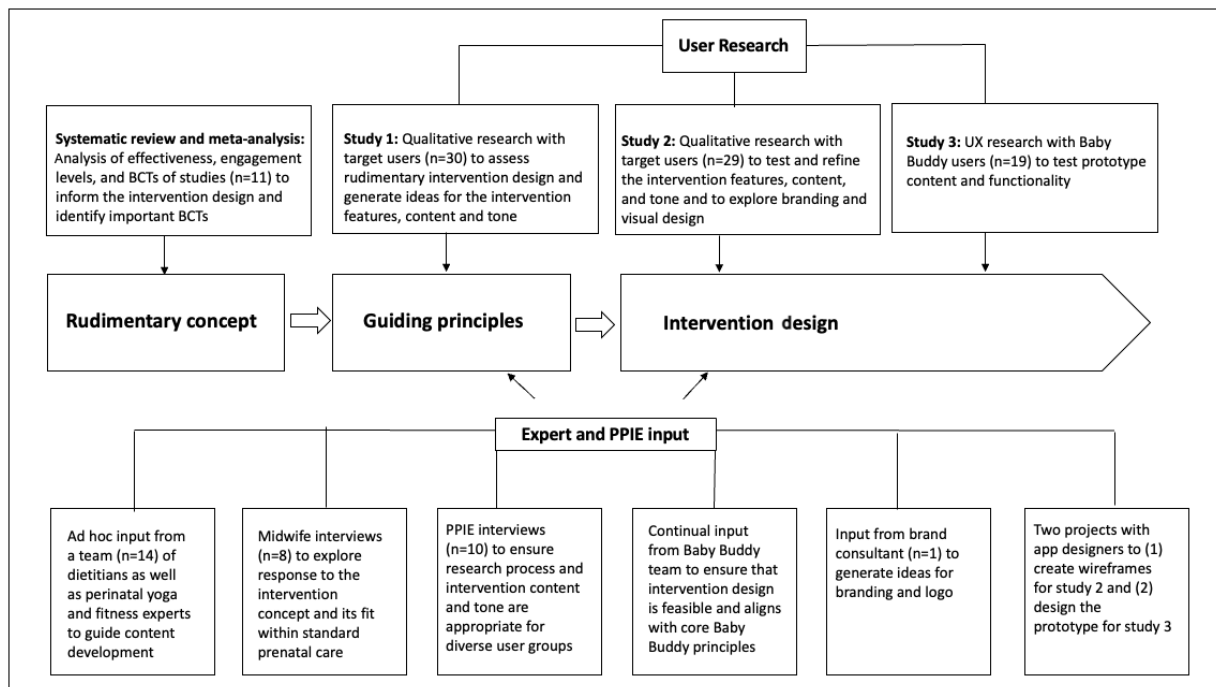 User Research
Systematic review and meta-analysis:
Analysis of effectiveness, engagement
levels, and BCTs of studies (n=11) to
inform the intervention design and
identify important BCTs
Study 1: Qualitative research with
target users (n=30) to assess
rudimentary intervention design and
generate ideas for the intervention
features, content and tone
Study 2: Qualitative research with
target users (n=29) to test and refine
the intervention features, content,
and tone and to explore branding and
visual design
Study 3: UX research with Baby
Buddy users (n=19) to test prototype
content and functionality
Rudimentary concept
Guiding principles
Intervention design
Expert and PPIE input
Ad hoc input from
a team (n=14) of
dietitians as well
as perinatal yoga
and fitness experts
to guide content
development
Midwife interviews
(n=8) to explore
response to the
intervention
concept and its fit
within standard
prenatal care
PPIE interviews
(n=10) to ensure
research process and
intervention content
and tone are
appropriate for
diverse user groups
Continual input
from Baby Buddy
team to ensure that
intervention design
is feasible and aligns
with core Baby
Buddy principles
Input from brand
consultant (n=1) to
generate ideas for
branding and logo
Two projects with
app designers to (1)
create wireframes
for study 2 and (2)
design the
prototype for study 3